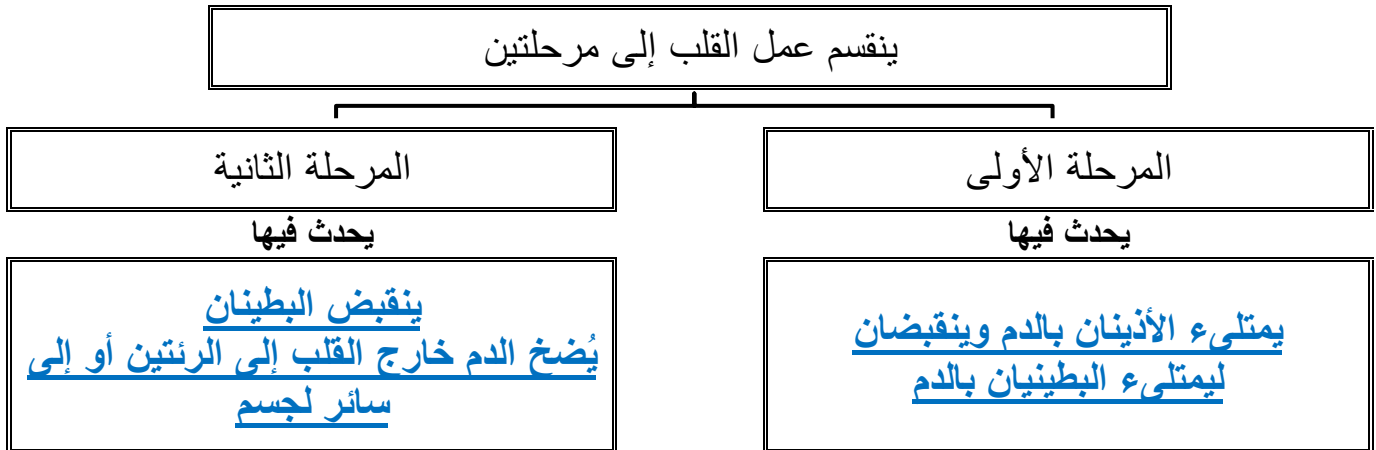 ينقسم عمل القلب إلى مرحلتين
المرحلة الأولى
يحدث فيها
يمتلىء الأذينان بالدم وينقبضان
ليمتلىء البطينيان بالدم
المرحلة الثانية
يحدث فيها
ينقبض البطينان
يُضخ الدم خارج القلب إلى الرئتين أو إلى
سائر لجسم